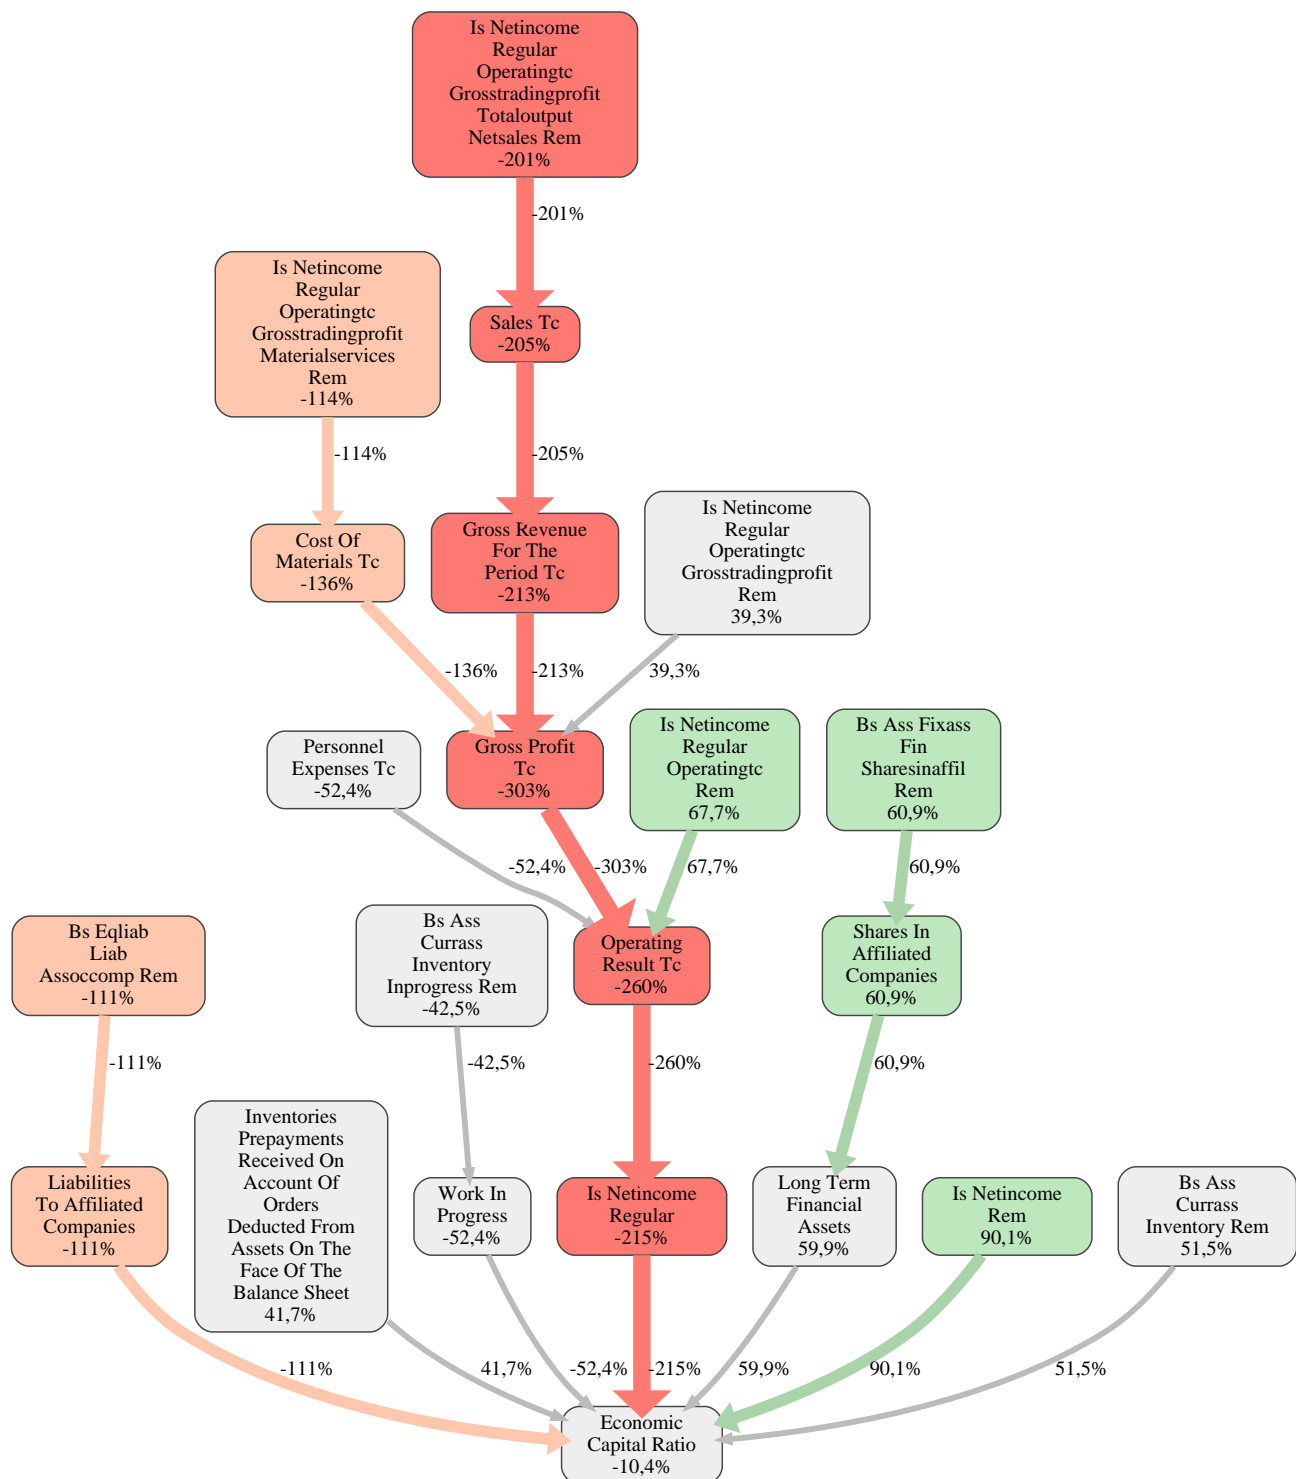 Is Netincome
Regular
Operatingtc
Grosstradingprofit
Totaloutput
Netsales Rem
-201%
-201%
Is Netincome
Regular
Operatingtc
Grosstradingprofit
Materialservices
Rem
-114%
Sales Tc
-205%
-114%
-205%
Cost Of
Materials Tc
-136%
Gross Revenue
For The
Period Tc
-213%
Is Netincome
Regular
Operatingtc
Grosstradingprofit
Rem
39,3%
-136%
-213%
39,3%
Personnel
Expenses Tc
-52,4%
Gross Profit
Tc
-303%
Is Netincome
Regular
Operatingtc
Rem
67,7%
Bs Ass Fixass
Fin
Sharesinaffil
Rem
60,9%
-52,4%
-303%
67,7%
60,9%
Bs Eqliab
Liab
Assoccomp Rem
-111%
Bs Ass
Currass
Inventory
Inprogress Rem
-42,5%
Operating
Result Tc
-260%
Shares In
Affiliated
Companies
60,9%
-111%
-42,5%
-260%
60,9%
Liabilities
To Affiliated
Companies
-111%
Inventories
Prepayments
Received On
Account Of
Orders
Deducted From
Assets On The
Face Of The
Balance Sheet
41,7%
Work In
Progress
-52,4%
Is Netincome
Regular
-215%
Long Term
Financial
Assets
59,9%
Is Netincome
Rem
90,1%
Bs Ass
Currass
Inventory Rem
51,5%
-111%
41,7%
-52,4%
-215%
59,9%
90,1%
51,5%
Economic
Capital Ratio
-10,4%